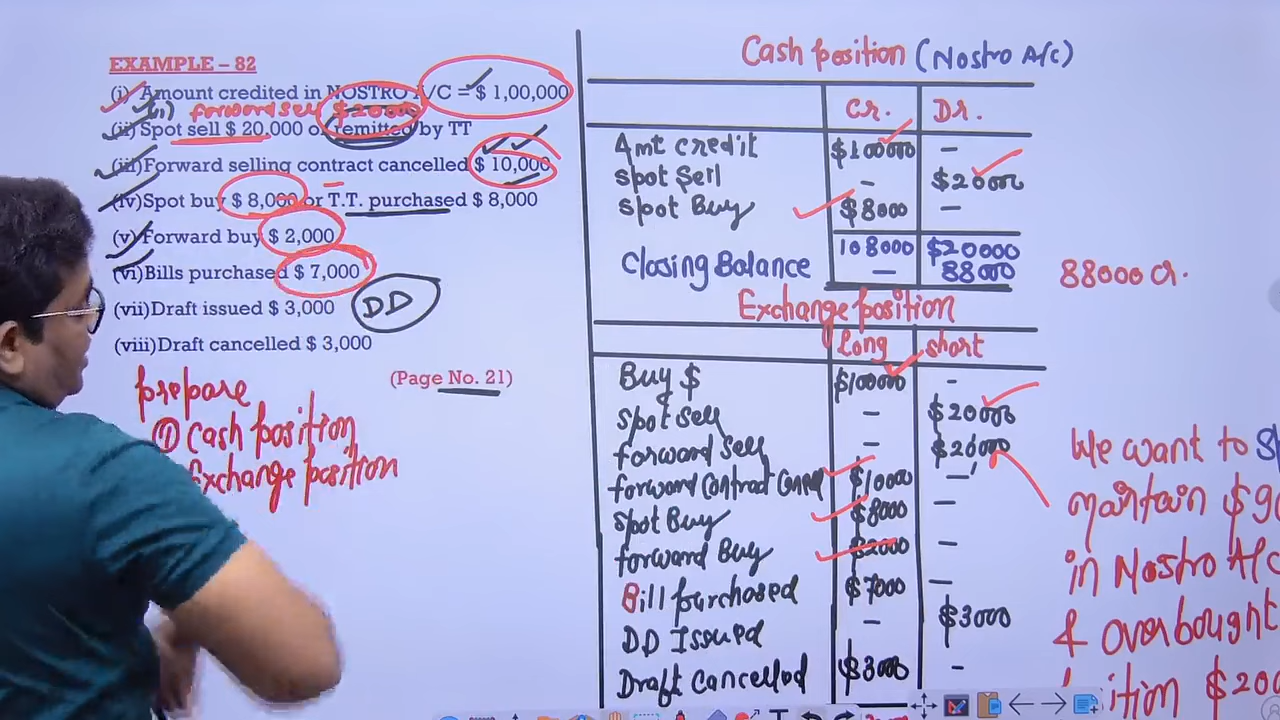 EXAMPLE – 82
(i) Amount credited in NOSTRO A/C = $ 1,00,000
(ii) forward Sell $20000
(ii) Spot sell $ 20,000 or remitted by TT
(iii) Forward selling contract cancelled $ 10,000
(iv) Spot buy $ 8,000 or T.T. purchased $ 8,000
(v) Forward buy $ 2,000
(vi) Bills purchased $ 7,000
(vii) Draft issued $ 3,000 DD
(viii) Draft cancelled $ 3,000
(Page No. 21)
prepare
① Cash position
Exchange position
Cash position (Nostro A/c)
Cr. Dr.
Amt credit $100000 -
Spot Sell - $20000
Spot Buy $8000 -
108000 $20000
Closing Balance — 88000
88000 Cr.
Exchange position
long short
Buy $ $100000 -
Spot Sell - $20000
forward Sell - $20000
forward Contract Cancel $10000 -
Spot Buy $8000 -
forward Buy $2000 -
Bill purchased $7000 -
DD Issued - $3000
Draft Cancelled $3000 -
We want to
maintain
in Nostro A/c
& overbought